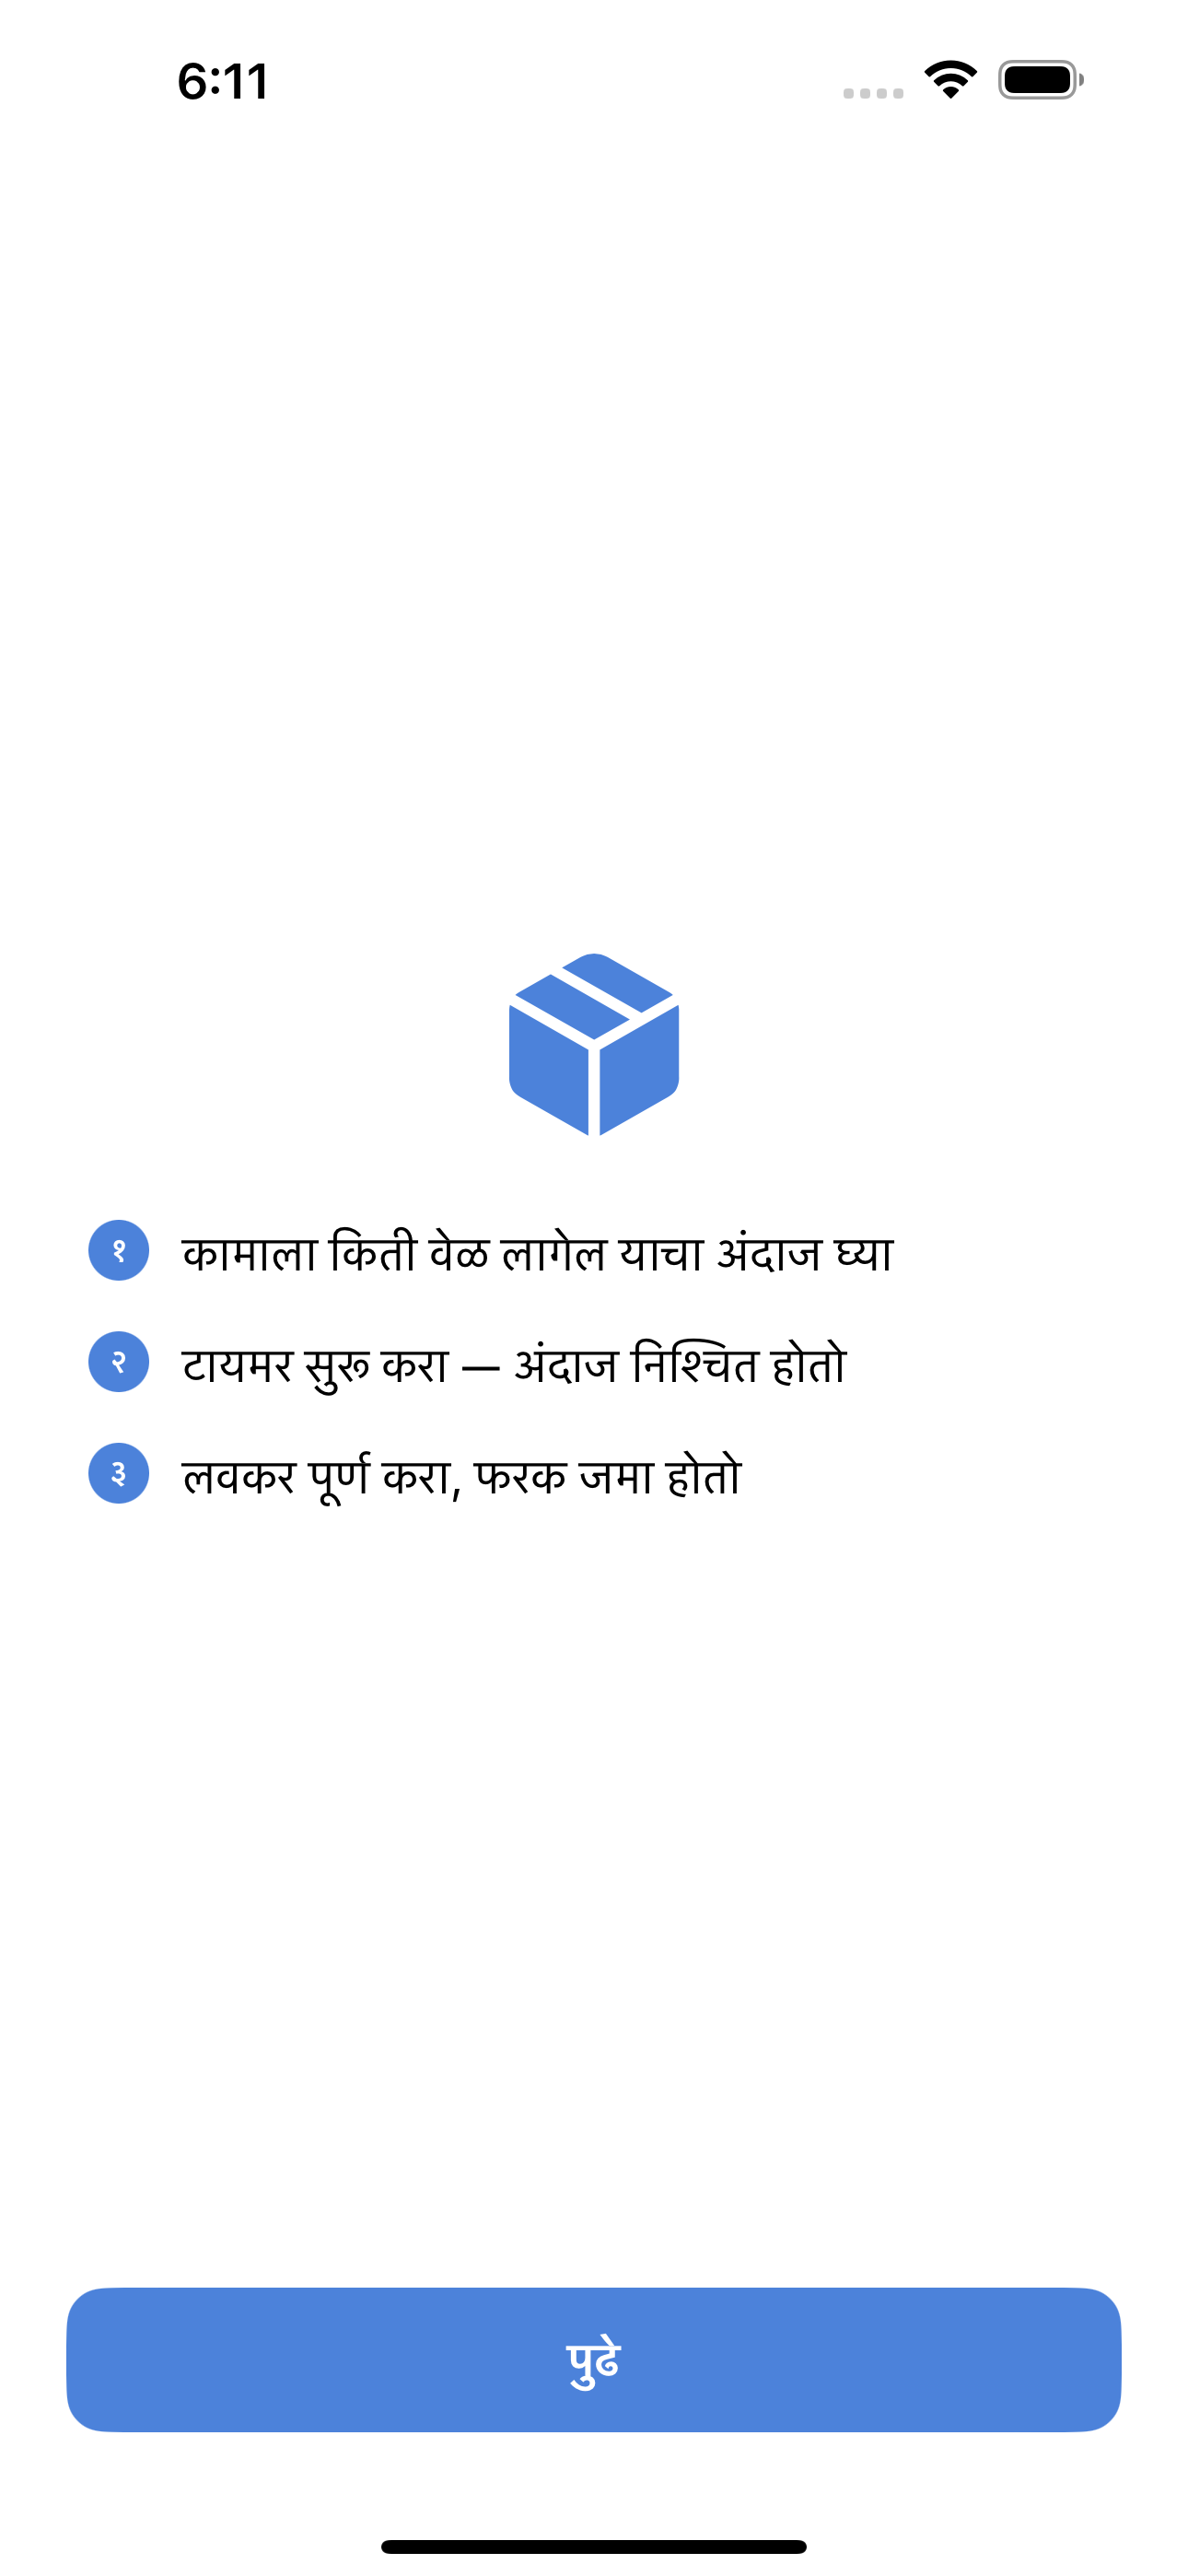 6:11
१ कामाला किती वेळ लागेल याचा अंदाज घ्या
२ टायमर सुरू करा — अंदाज निश्चित होतो
३ लवकर पूर्ण करा, फरक जमा होतो
पुढे